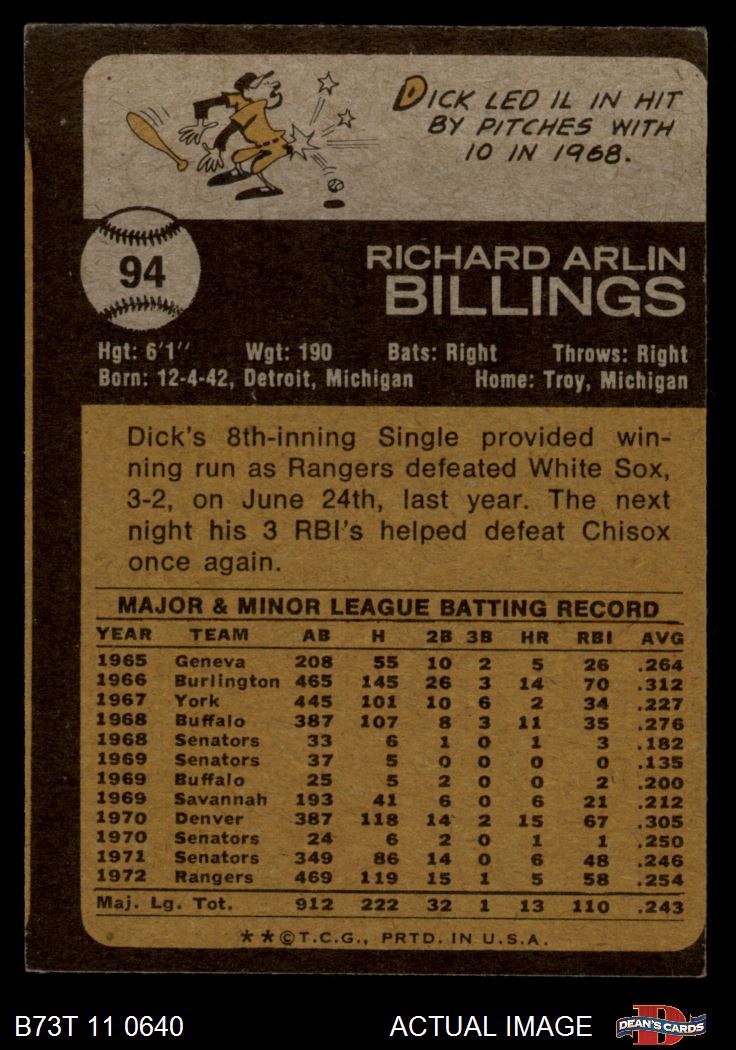 DICK LED IL IN HIT
BY PITCHES WITH
10 IN 1968.
94
RICHARD ARLIN
BILLINGS
Hgt: 6'1" Wgt: 190 Bats: Right Throws: Right
Born: 12-4-42, Detroit, Michigan Home: Troy, Michigan
Dick's 8th-inning Single provided win-
ning run as Rangers defeated White Sox,
3-2, on June 24th, last year. The next
night his 3 RBI's helped defeat Chisox
once again.
MAJOR & MINOR LEAGUE BATTING RECORD
YEAR TEAM AB H 2B 3B HR RBI AVG
1965 Geneva 208 55 10 2 5 26 .264
1966 Burlington 465 145 26 3 14 70 .312
1967 York 445 101 10 6 2 34 .227
1968 Buffalo 387 107 8 3 11 35 .276
1968 Senators 33 6 1 0 1 3 .182
1969 Senators 37 5 0 0 0 0 .135
1969 Buffalo 25 5 2 0 0 2 .200
1969 Savannah 193 41 6 0 6 21 .212
1970 Denver 387 118 14 2 15 67 .305
1970 Senators 24 6 2 0 1 1 .250
1971 Senators 349 86 14 0 6 48 .246
1972 Rangers 469 119 15 1 5 58 .254
Maj. Lg. Tot. 912 222 32 1 13 110 .243
**©T.C.G., PRTD. IN U.S.A.
B73T 11 0640 ACTUAL IMAGE D DEAN'S CARDS